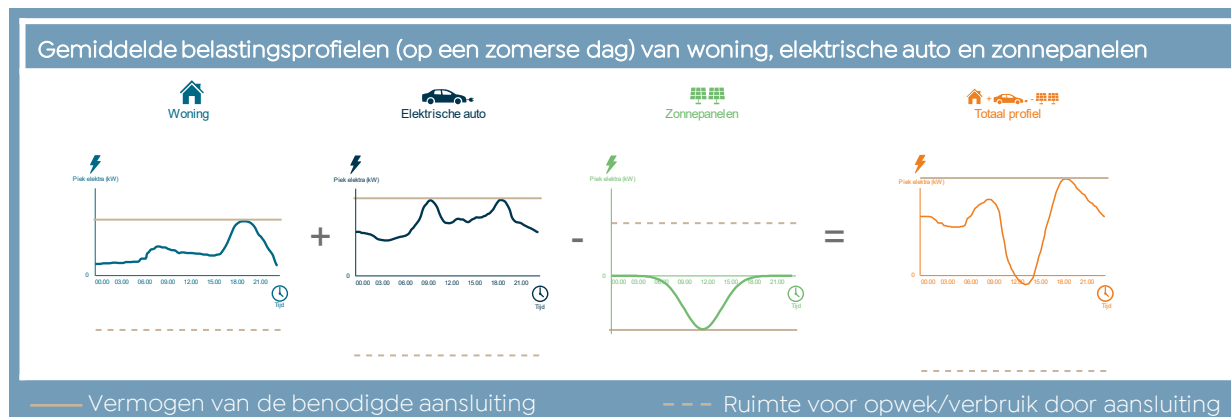 Gemiddelde belastingsprofielen (op een zomerse dag) van woning, elektrische auto en zonnepanelen
Woning
Elektrische auto
Zonnepanelen
+ -
Totaal profiel
Piek elektra (kW)
0
00.00 03.00 06.00 09.00 12.00 15.00 18.00 21.00
Tijd
+
Piek elektra (kW)
0
00.00 03.00 06.00 09.00 12.00 15.00 18.00 21.00
Tijd
-
Piek elektra (kW)
0
00.00 03.00 06.00 09.00 12.00 15.00 18.00 21.00
Tijd
=
Piek elektra (kW)
0
00.00 03.00 06.00 09.00 12.00 15.00 18.00 21.00
Tijd
Vermogen van de benodigde aansluiting
Ruimte voor opwek/verbruik door aansluiting